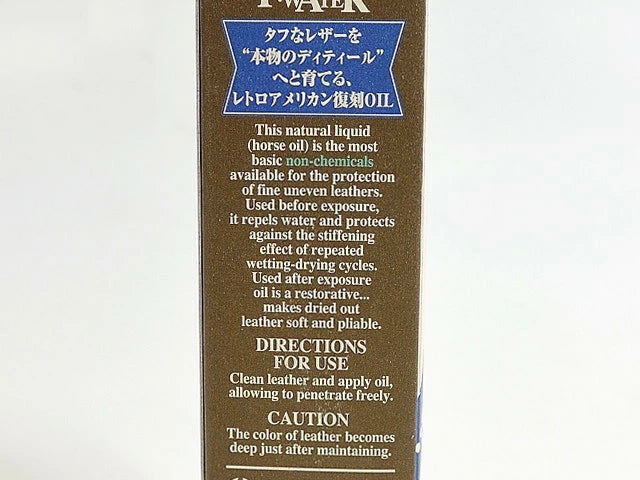 WATER
タフなレザーを
“本物のディティール”
へと育てる、
レトロアメリカン復刻OIL
This natural liquid
(horse oil) is the most
basic non-chemicals
available for the protection
of fine uneven leathers.
Used before exposure,
it repels water and protects
against the stiffening
effect of repeated
wetting-drying cycles.
Used after exposure
oil is a restorative...
makes dried out
leather soft and pliable.
DIRECTIONS
FOR USE
Clean leather and apply oil,
allowing to penetrate freely.
CAUTION
The color of leather becomes
deep just after maintaining.